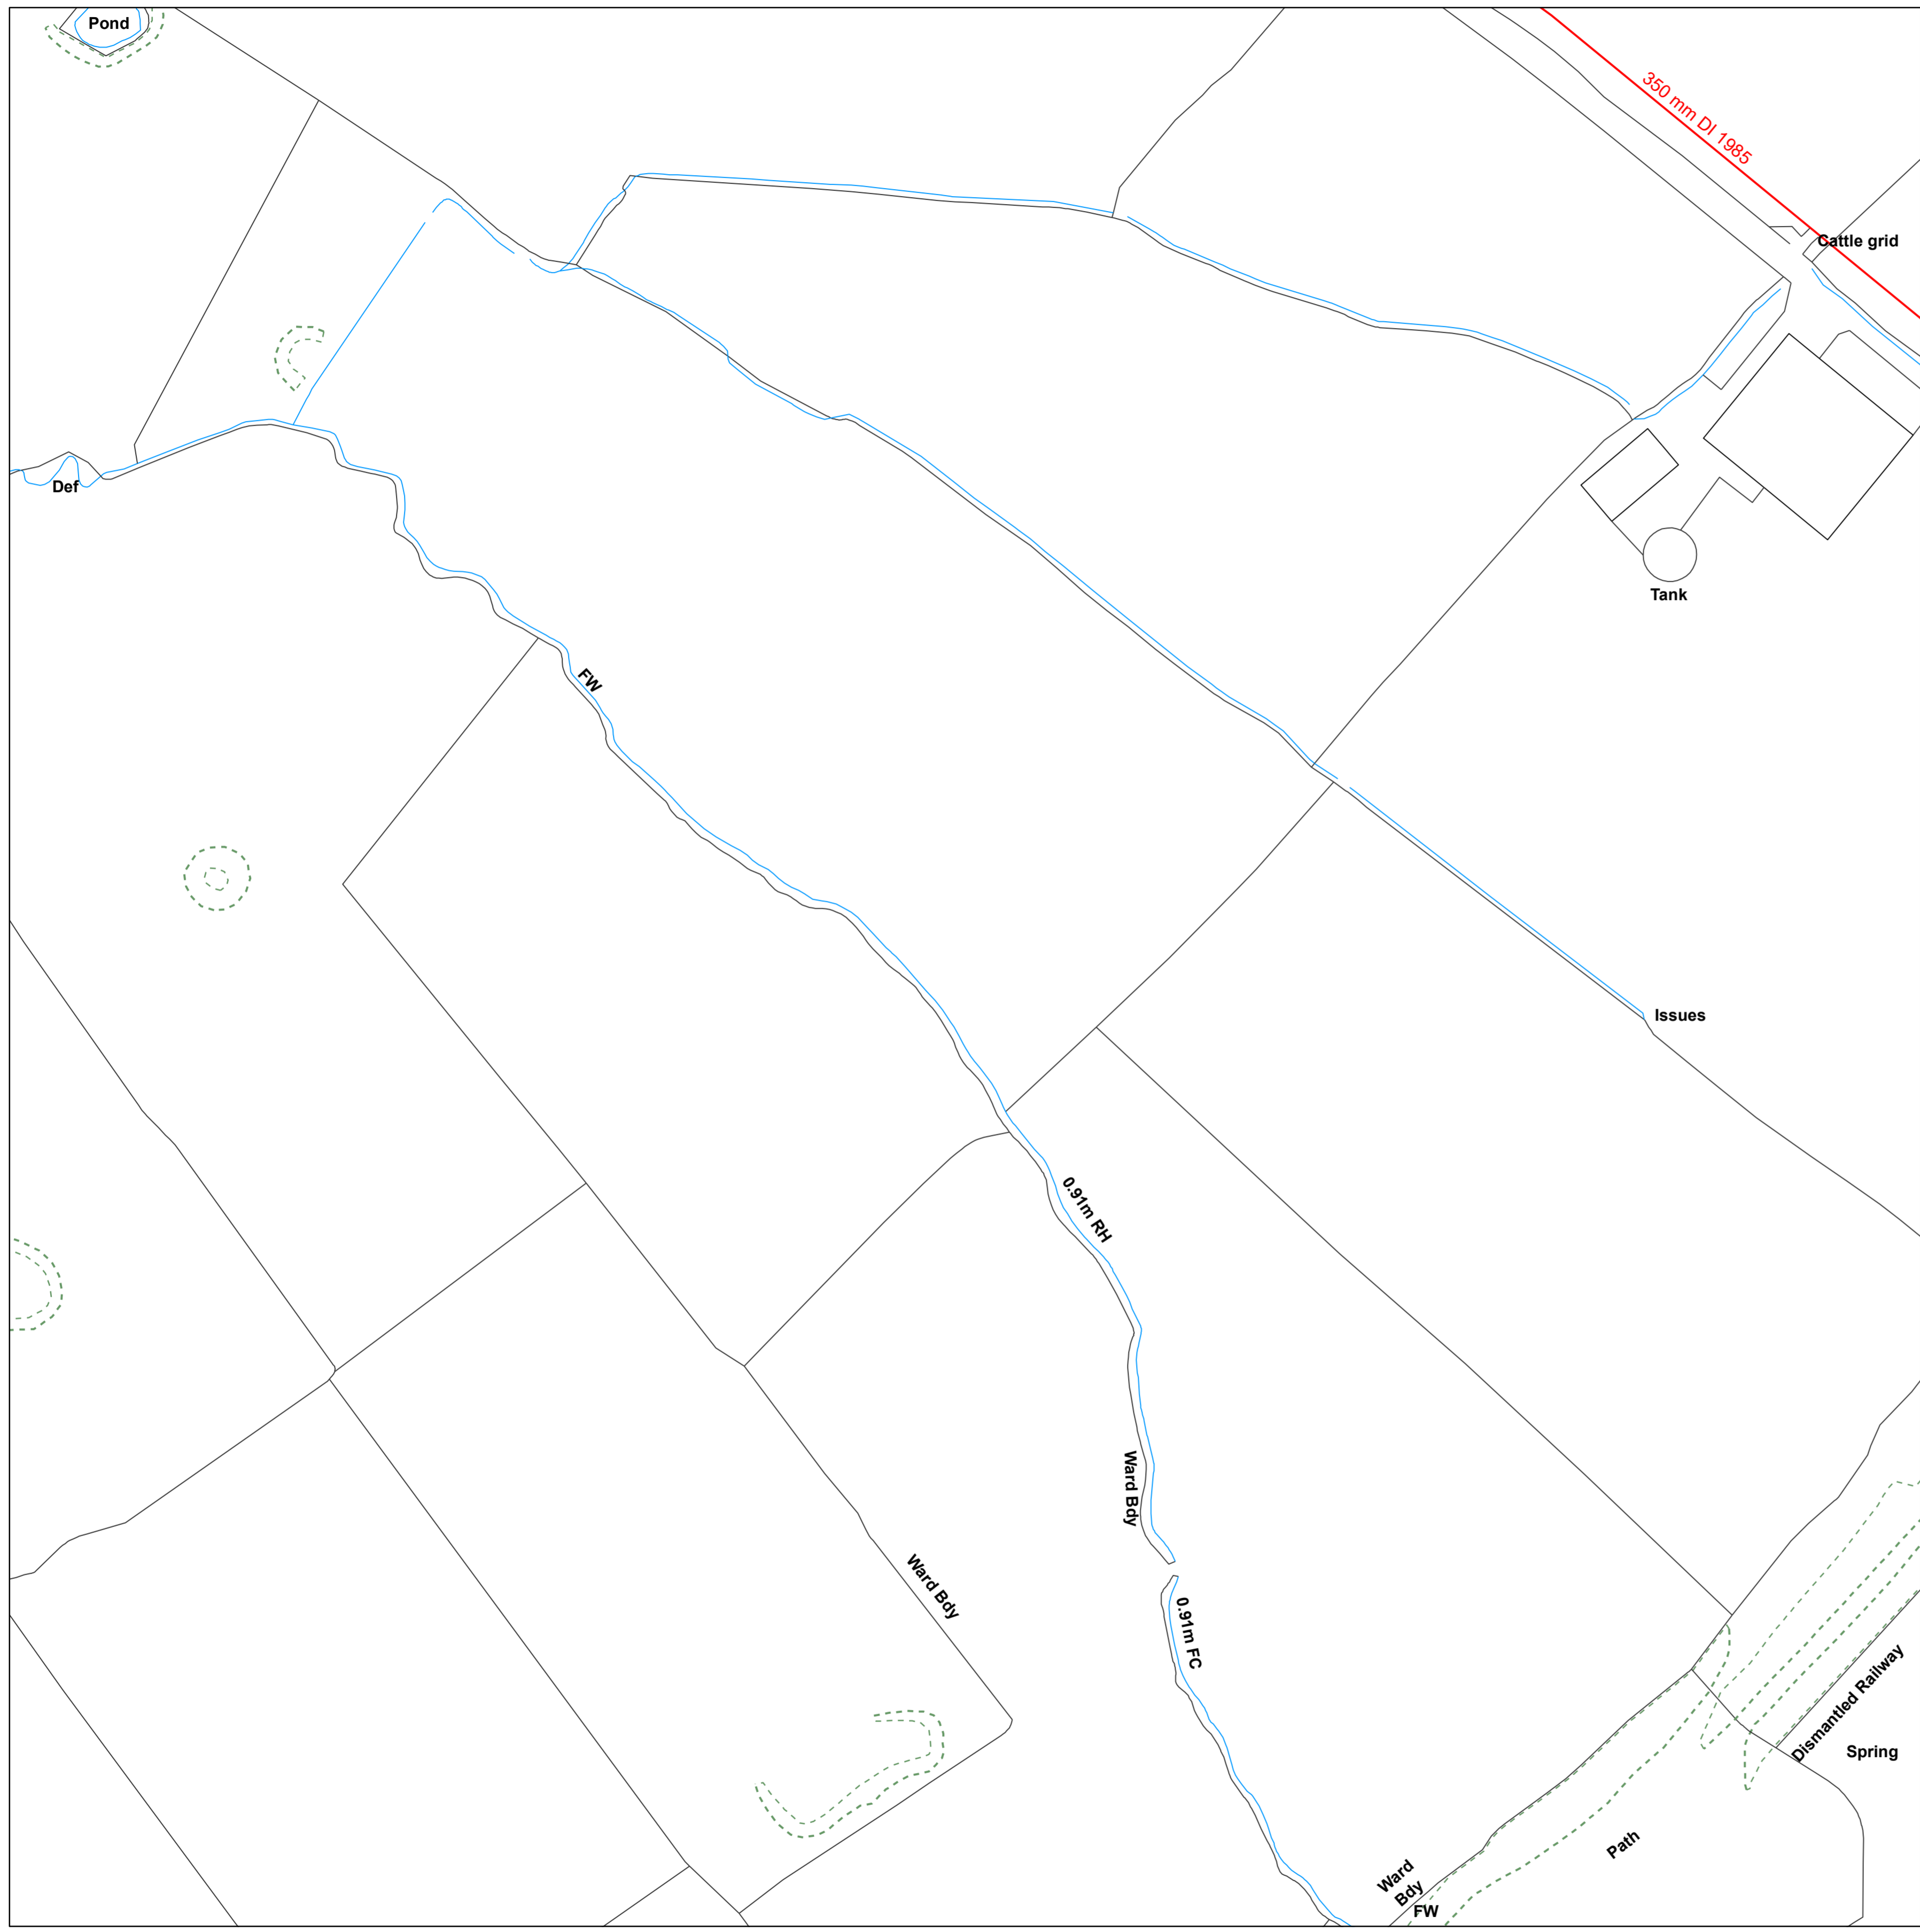 Pond
350 mm DI 1985
Cattle grid
Def
Tank
FW
Issues
0.91m RH
Ward Bdy
Ward Bdy
0.91m FC
Dismantled Railway
Spring
Path
Ward
Bdy
FW